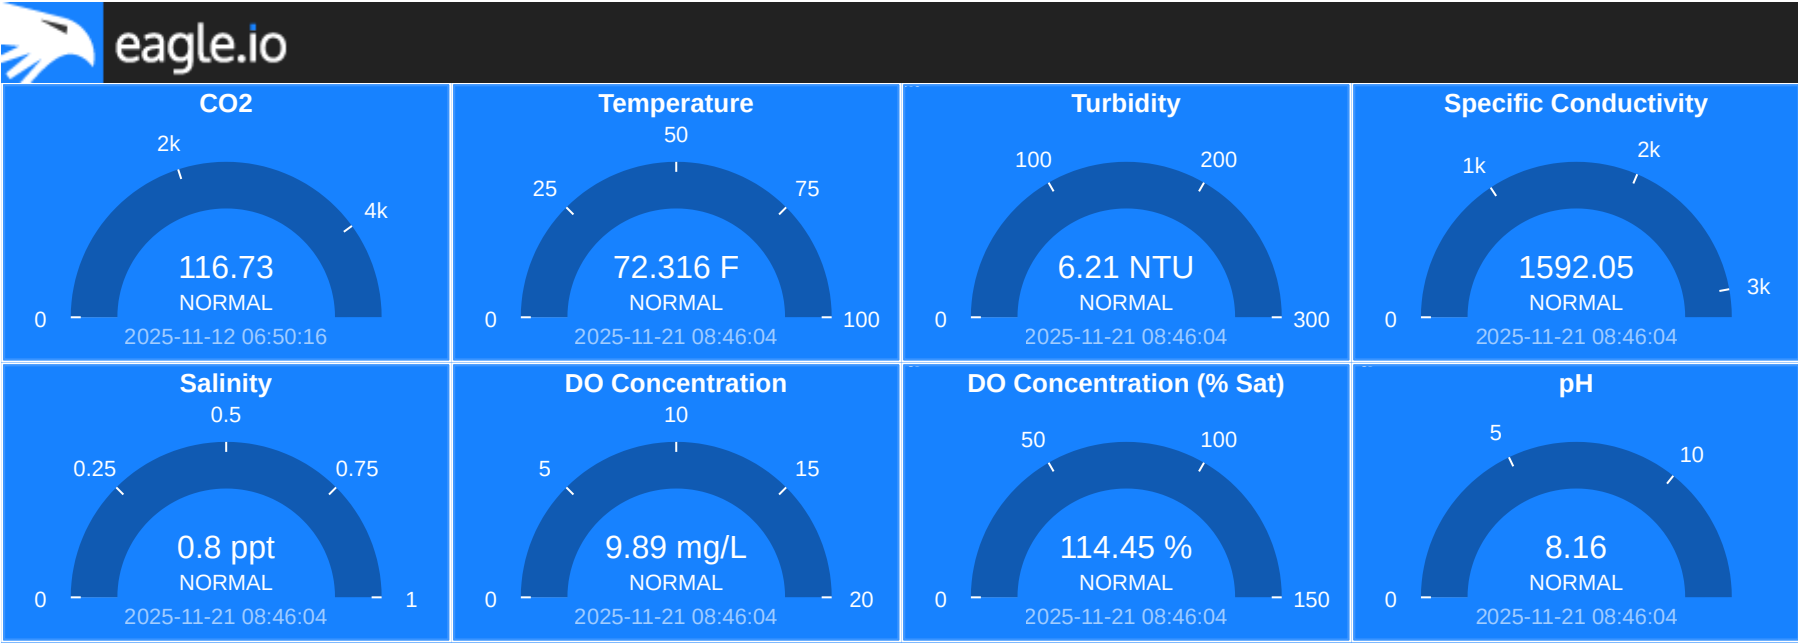 eagle.io
CO2
2k
4k
0
116.73
NORMAL
2025-11-12 06:50:16
Temperature
50
25
75
0
100
72.316 F
NORMAL
2025-11-21 08:46:04
Turbidity
100
200
0
300
6.21 NTU
NORMAL
2025-11-21 08:46:04
Specific Conductivity
1k
2k
3k
0
1592.05
NORMAL
2025-11-21 08:46:04
Salinity
0.5
0.25
0.75
0
1
0.8 ppt
NORMAL
2025-11-21 08:46:04
DO Concentration
10
5
15
0
20
9.89 mg/L
NORMAL
2025-11-21 08:46:04
DO Concentration (% Sat)
50
100
0
150
114.45 %
NORMAL
2025-11-21 08:46:04
pH
5
10
0
8.16
NORMAL
2025-11-21 08:46:04